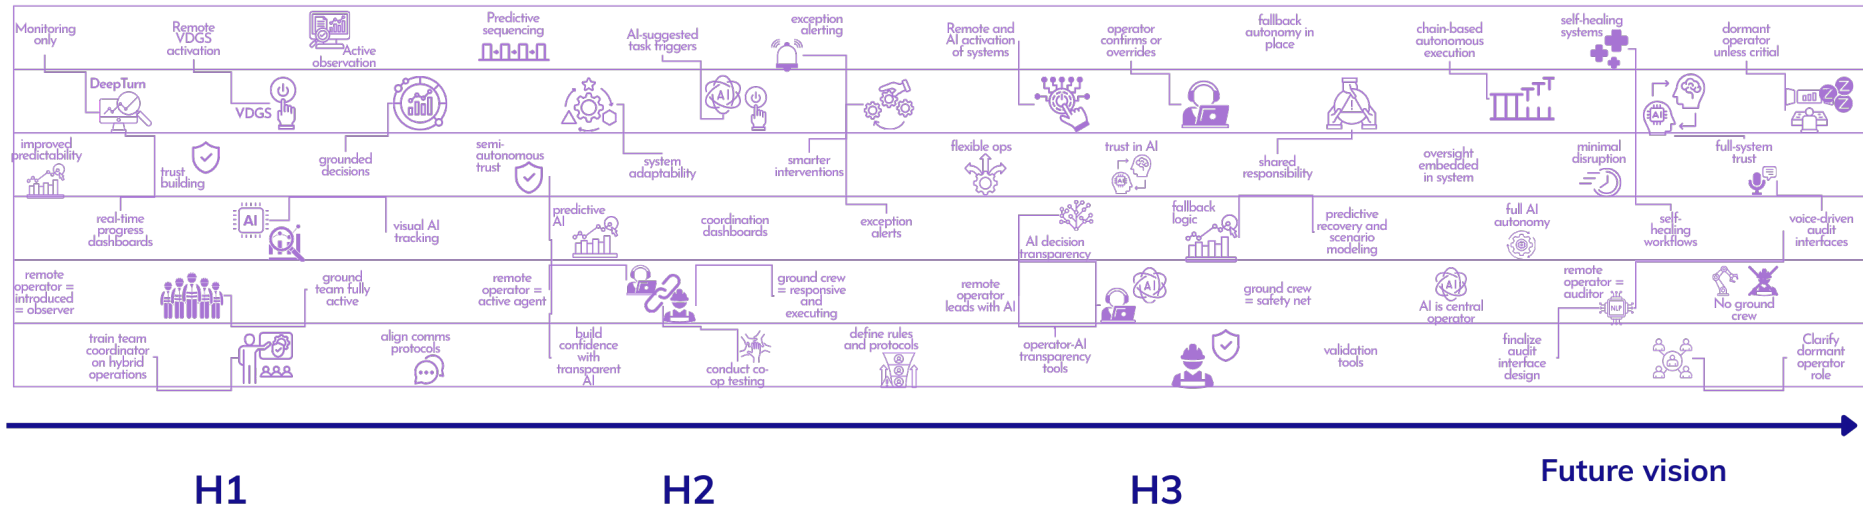 Monitoring
only
Remote
VDGS
activation
Active
observation
Predictive
sequencing
AI-suggested
task triggers
exception
alerting
Remote and
AI activation
of systems
operator
confirms or
overrides
fallback
autonomy in
place
chain-based
autonomous
execution
self-healing
systems
dormant
operator
unless critical
DeepTurn
VDGS
AI
AI
Z
Z
Z
improved
predictability
trust
building
grounded
decisions
semi-
autonomous
trust
system
adaptability
smarter
interventions
flexible ops
trust in AI
AI
shared
responsibility
oversight
embedded
in system
minimal
disruption
full-system
trust
real-time
progress
dashboards
AI
visual AI
tracking
predictive
AI
coordination
dashboards
exception
alerts
AI decision
transparency
fallback
logic
predictive
recovery and
scenario
modeling
full AI
autonomy
self-
healing
workflows
voice-driven
audit
interfaces
remote
operator =
introduced
= observer
ground
team fully
active
remote
operator =
active agent
ground crew
= responsive
and
executing
remote
operator
leads with AI
AI
ground crew
= safety net
AI
AI is central
operator
remote
operator =
auditor
NLP
No ground
crew
train team
coordinator
on hybrid
operations
align comms
protocols
build
confidence
with
transparent
AI
conduct co-
op testing
define rules
and protocols
operator-AI
transparency
tools
validation
tools
finalize
audit
interface
design
Clarify
dormant
operator
role
H1
H2
H3
Future vision